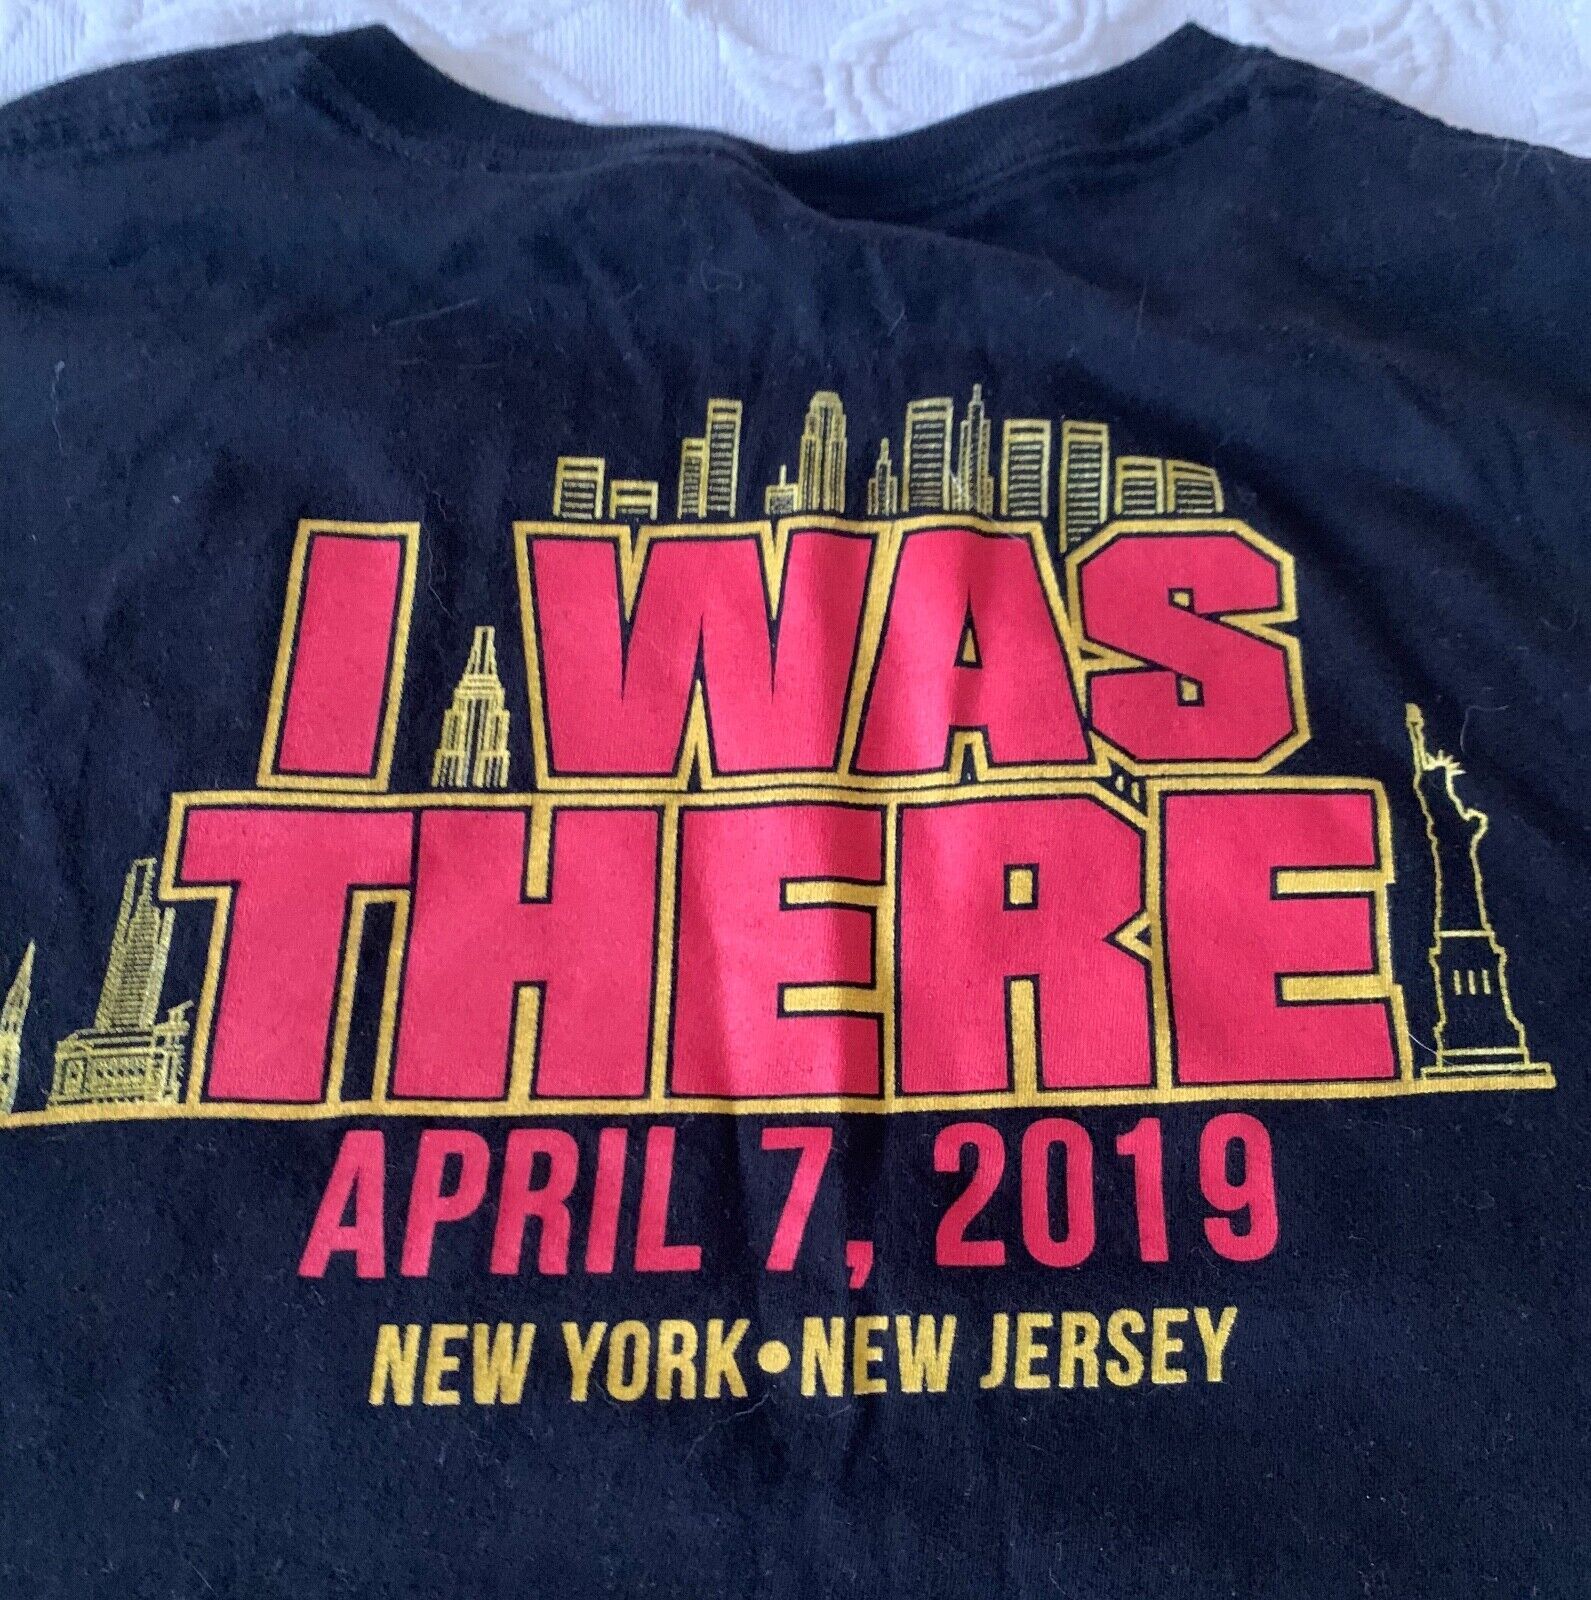 I WAS
THERE
APRIL 7, 2019
NEW YORK•NEW JERSEY